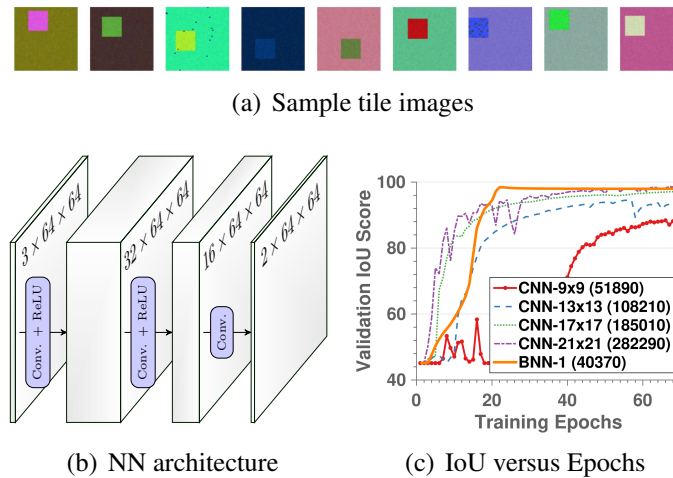 (a) Sample tile images
3 × 64 × 64
32 × 64 × 64
16 × 64 × 64
2 × 64 × 64
Conv. + ReLU
Conv. + ReLU
Conv.
(b) NN architecture
Validation IoU Score
100
80
60
40
CNN-9x9 (51890)
CNN-13x13 (108210)
CNN-17x17 (185010)
CNN-21x21 (282290)
BNN-1 (40370)
0 20 40 60
Training Epochs
(c) IoU versus Epochs